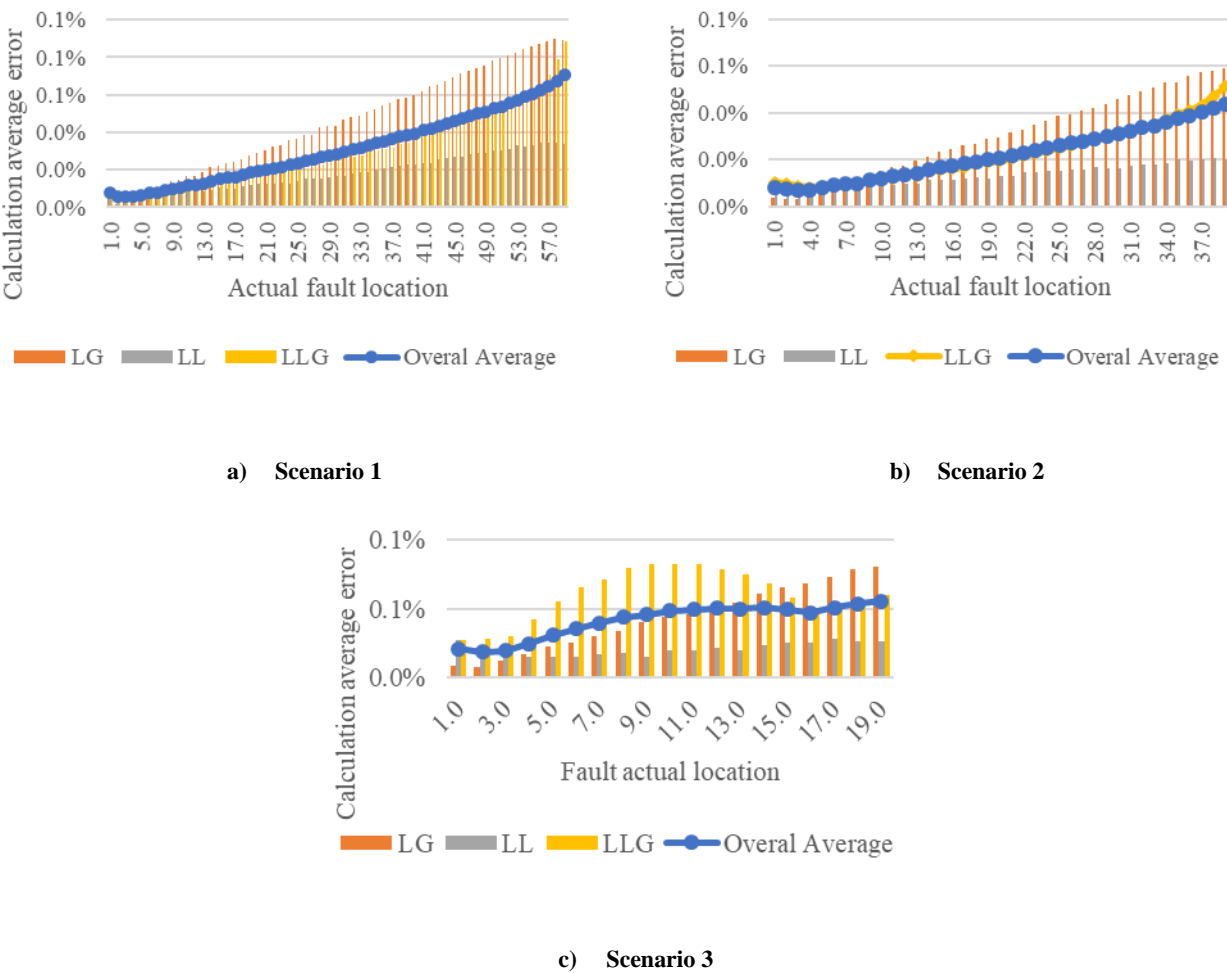 Calculation average error
0.1%
0.1%
0.1%
0.0%
0.0%
0.0%
1.0 5.0 9.0 13.0 17.0 21.0 25.0 29.0 33.0 37.0 41.0 45.0 49.0 53.0 57.0
Actual fault location
LG LL LLG Overal Average
a) Scenario 1
Calculation average error
0.1%
0.1%
0.0%
0.0%
0.0%
1.0 4.0 7.0 10.0 13.0 16.0 19.0 22.0 25.0 28.0 31.0 34.0 37.0
Actual fault location
LG LL LLG Overal Average
b) Scenario 2
Calculation average error
0.1%
0.1%
0.0%
1.0 3.0 5.0 7.0 9.0 11.0 13.0 15.0 17.0 19.0
Fault actual location
LG LL LLG Overal Average
c) Scenario 3